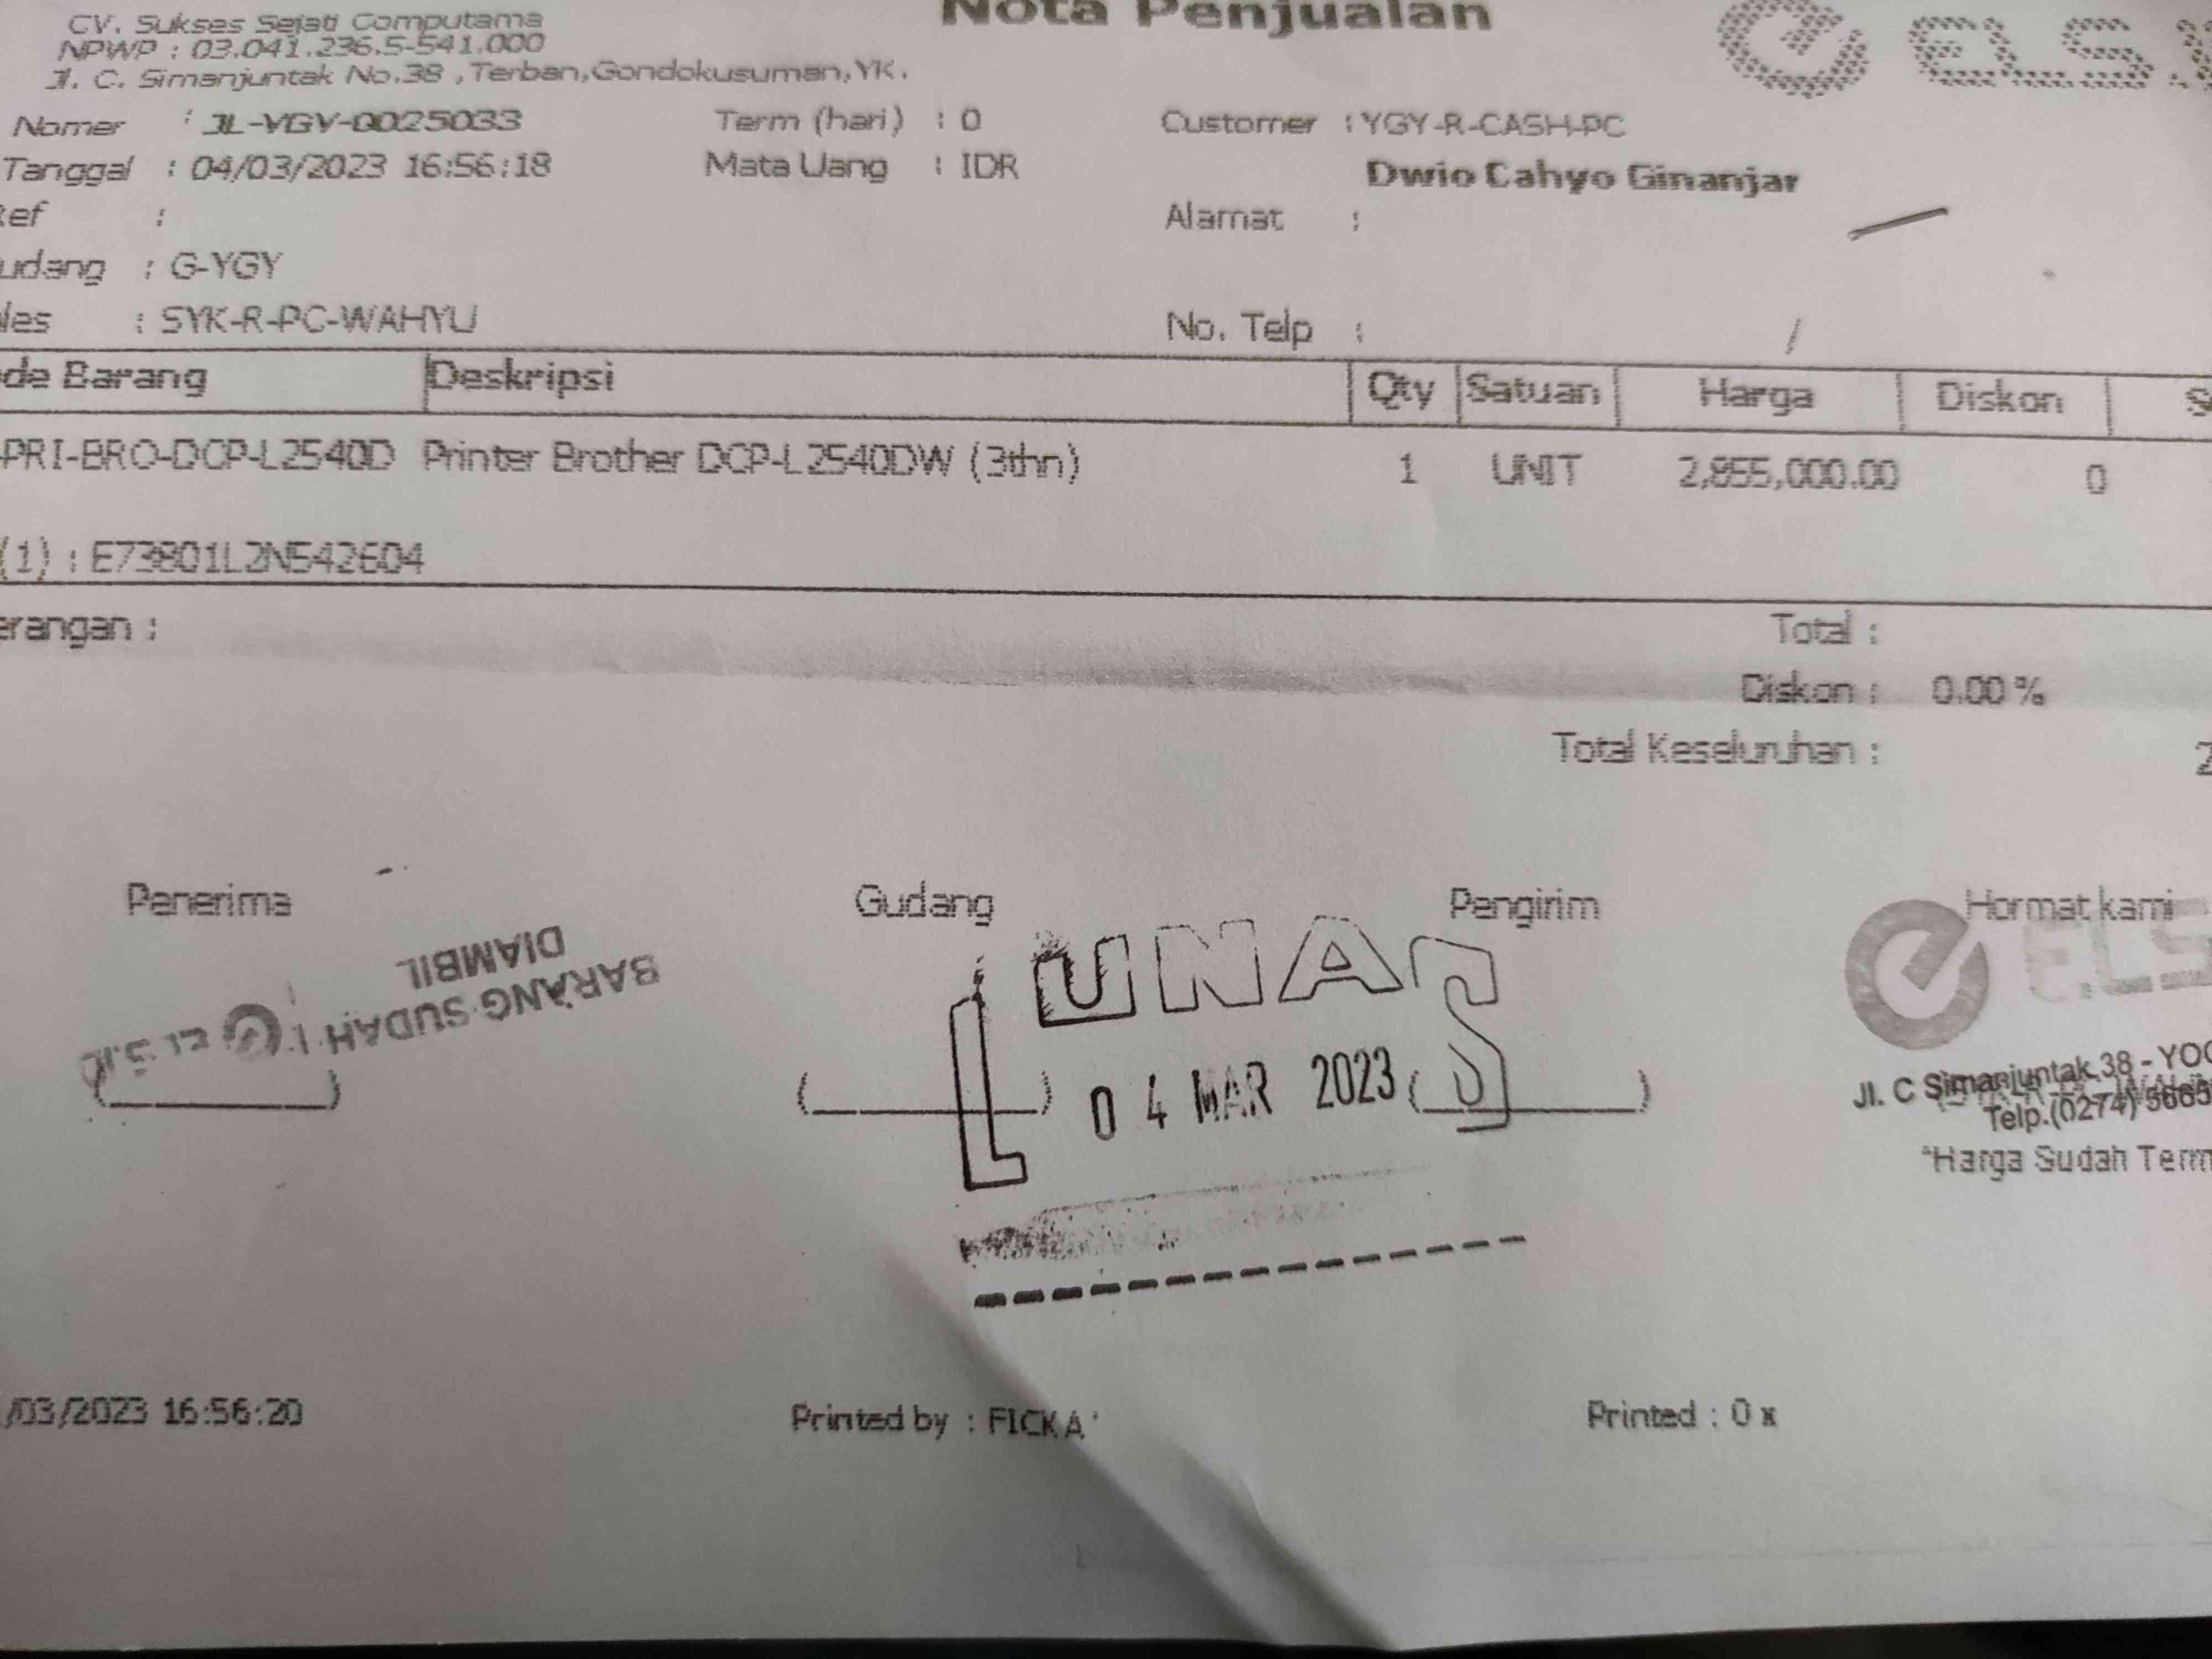 Nota Penjualan
CV. Sukses Sejati Computama
NPWP : 03.041.236.5-541.000
Jl. C. Simanjuntak No.38 ,Terban,Gondokusuman,YK.
Nomer : JL-YGY-0025033 Term (hari) : 0 Customer : YGY-R-CASH-PC
Tanggal : 04/03/2023 16:56:18 Mata Uang : IDR Dwio Cahyo Ginanjar
ef : Alamat :
udang : G-YGY
les : SYK-R-PC-WAHYU No. Telp :
de Barang Deskripsi Qty Satuan Harga Diskon
PRI-BRO-DCP-L2540D Printer Brother DCP-L2540DW (3thn) 1 UNIT 2,855,000.00 0
(1) : E73801L2N542604
erangan : Total :
Diskon : 0.00 %
Total Keseluruhan : 2
Penerima Gudang Pengirim Hormat kami
BARANG SUDAH
DIAMBIL
LUNAS
04 MAR 2023
Jl. C Simanjuntak 38 - YO
Telp.(0274)
*Harga Sudah Term
/03/2023 16:56:20 Printed by : FICKA Printed : 0 x